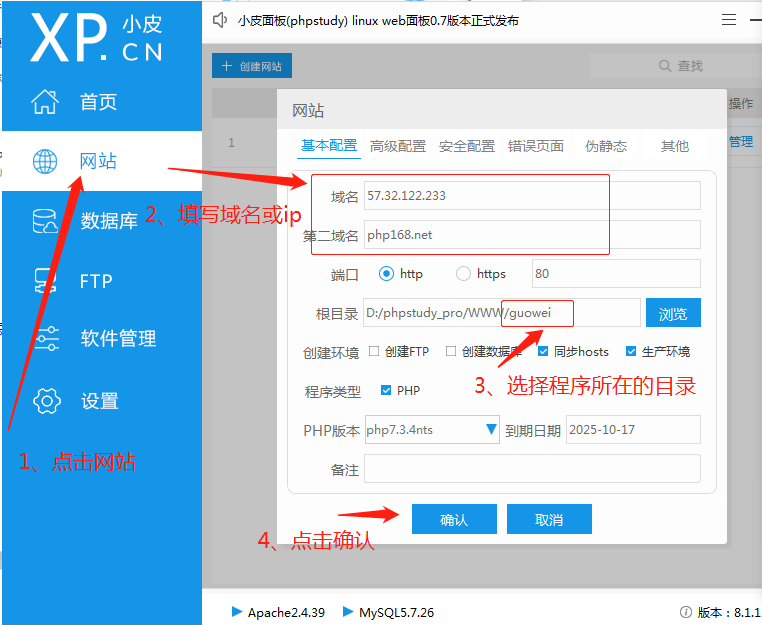 XP.CN 小皮
小皮面板(phpstudy) linux web面板0.7版本正式发布
首页
网站
数据库
FTP
软件管理
设置
创建网站
查找
操作
1
管理
网站
基本配置 高级配置 安全配置 错误页面 伪静态 其他
域名 57.32.122.233
第二域名 php168.net
端口 http https 80
根目录 D:/phpstudy_pro/WWW/guowei 浏览
创建环境 创建FTP 创建数据库 同步hosts 生产环境
程序类型 PHP
PHP版本 php7.3.4nts 到期日期 2025-10-17
备注
确认 取消
1、点击网站
2、填写域名或ip
3、选择程序所在的目录
4、点击确认
Apache2.4.39 MySQL5.7.26
版本：8.1.1